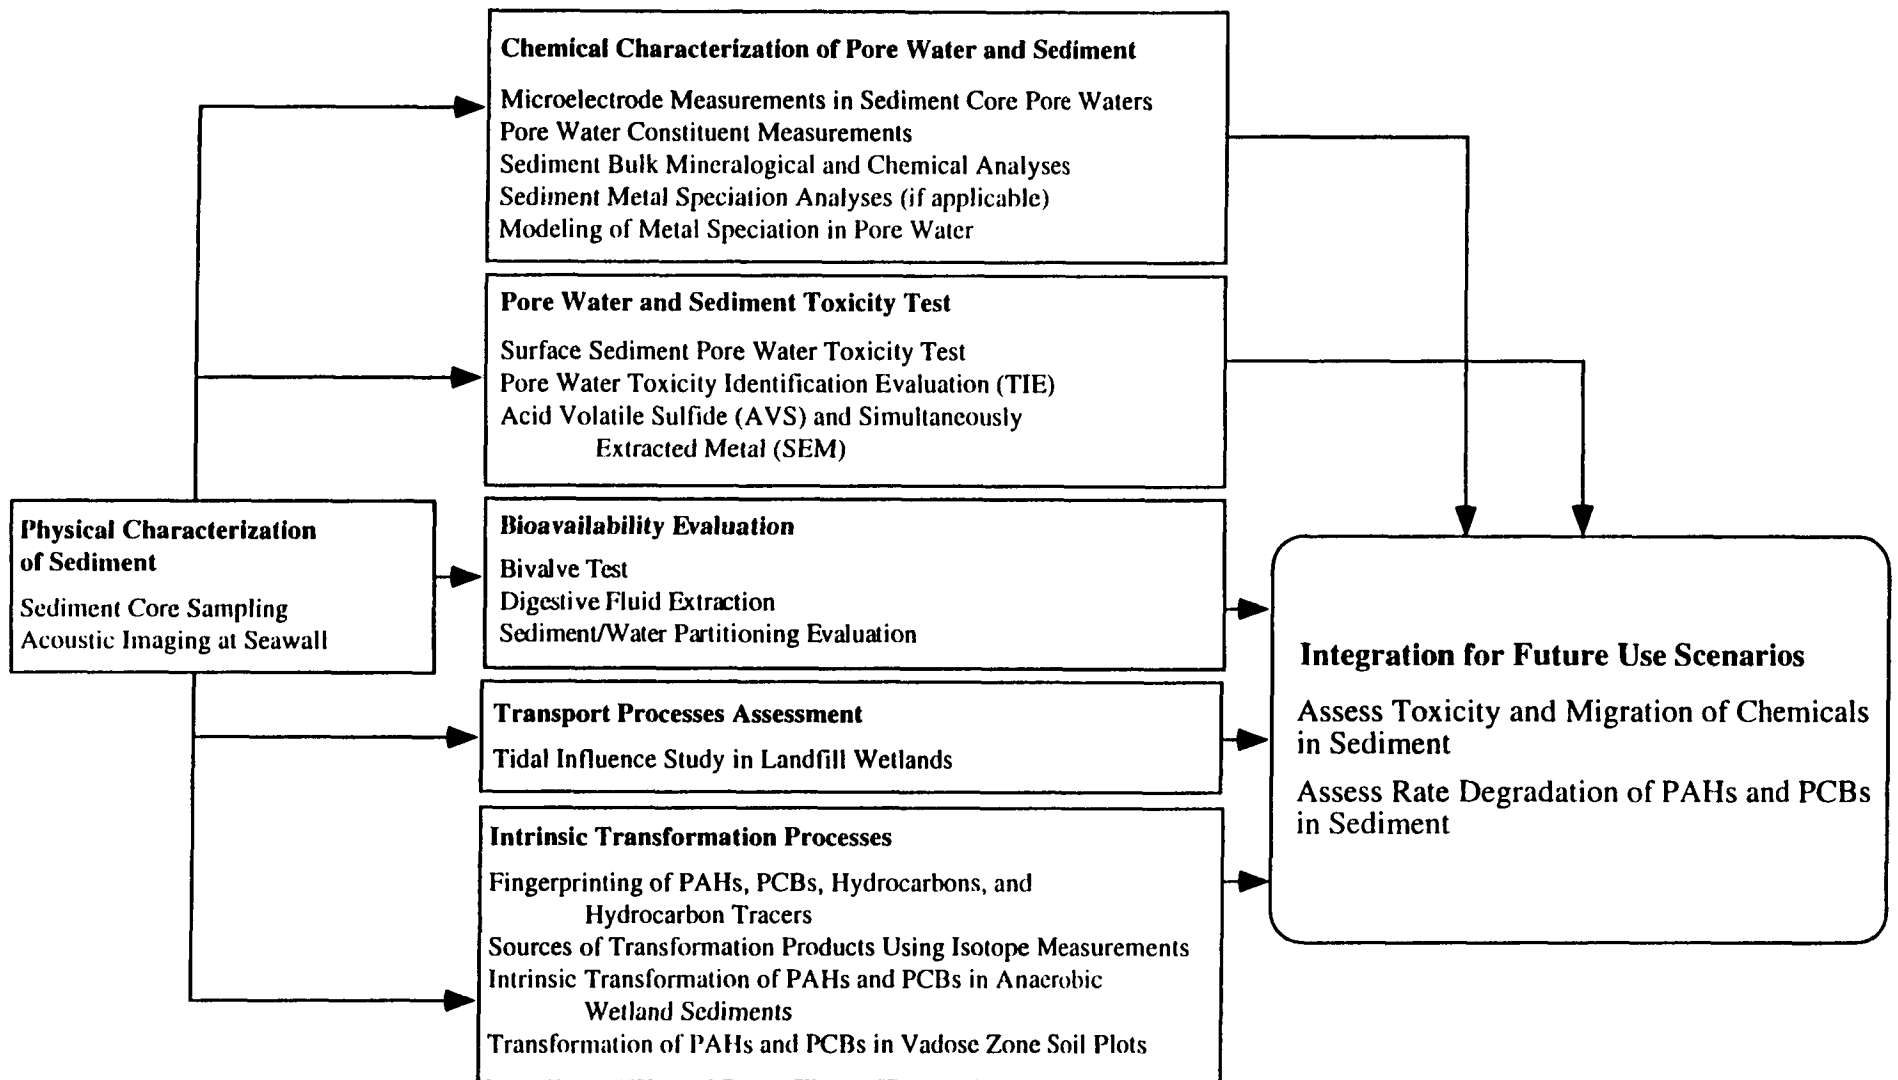 Chemical Characterization of Pore Water and Sediment
Microelectrode Measurements in Sediment Core Pore Waters
Pore Water Constituent Measurements
Sediment Bulk Mineralogical and Chemical Analyses
Sediment Metal Speciation Analyses (if applicable)
Modeling of Metal Speciation in Pore Water
Pore Water and Sediment Toxicity Test
Surface Sediment Pore Water Toxicity Test
Pore Water Toxicity Identification Evaluation (TIE)
Acid Volatile Sulfide (AVS) and Simultaneously
Extracted Metal (SEM)
Physical Characterization
of Sediment
Sediment Core Sampling
Acoustic Imaging at Seawall
Bioavailability Evaluation
Bivalve Test
Digestive Fluid Extraction
Sediment/Water Partitioning Evaluation
Transport Processes Assessment
Tidal Influence Study in Landfill Wetlands
Intrinsic Transformation Processes
Fingerprinting of PAHs, PCBs, Hydrocarbons, and
Hydrocarbon Tracers
Sources of Transformation Products Using Isotope Measurements
Intrinsic Transformation of PAHs and PCBs in Anaerobic
Wetland Sediments
Transformation of PAHs and PCBs in Vadose Zone Soil Plots
Integration for Future Use Scenarios
Assess Toxicity and Migration of Chemicals
in Sediment
Assess Rate Degradation of PAHs and PCBs
in Sediment